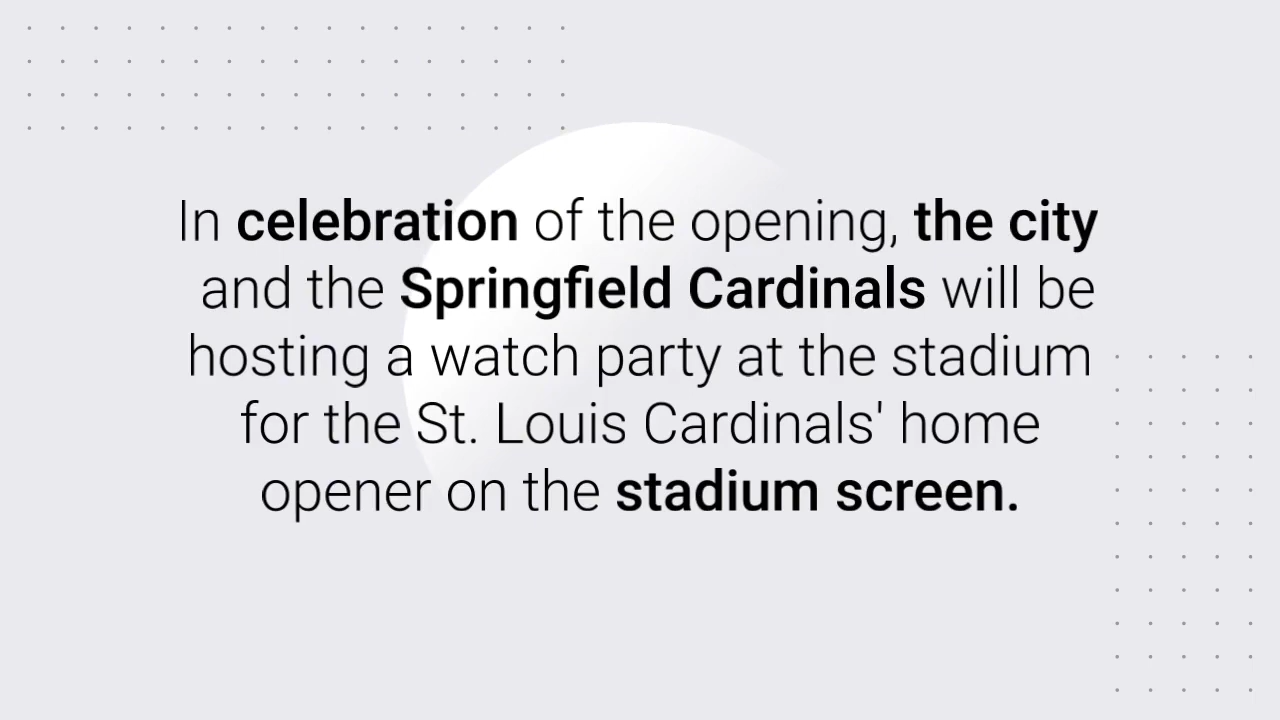 In celebration of the opening, the city
and the Springfield Cardinals will be
hosting a watch party at the stadium
for the St. Louis Cardinals' home
opener on the stadium screen.